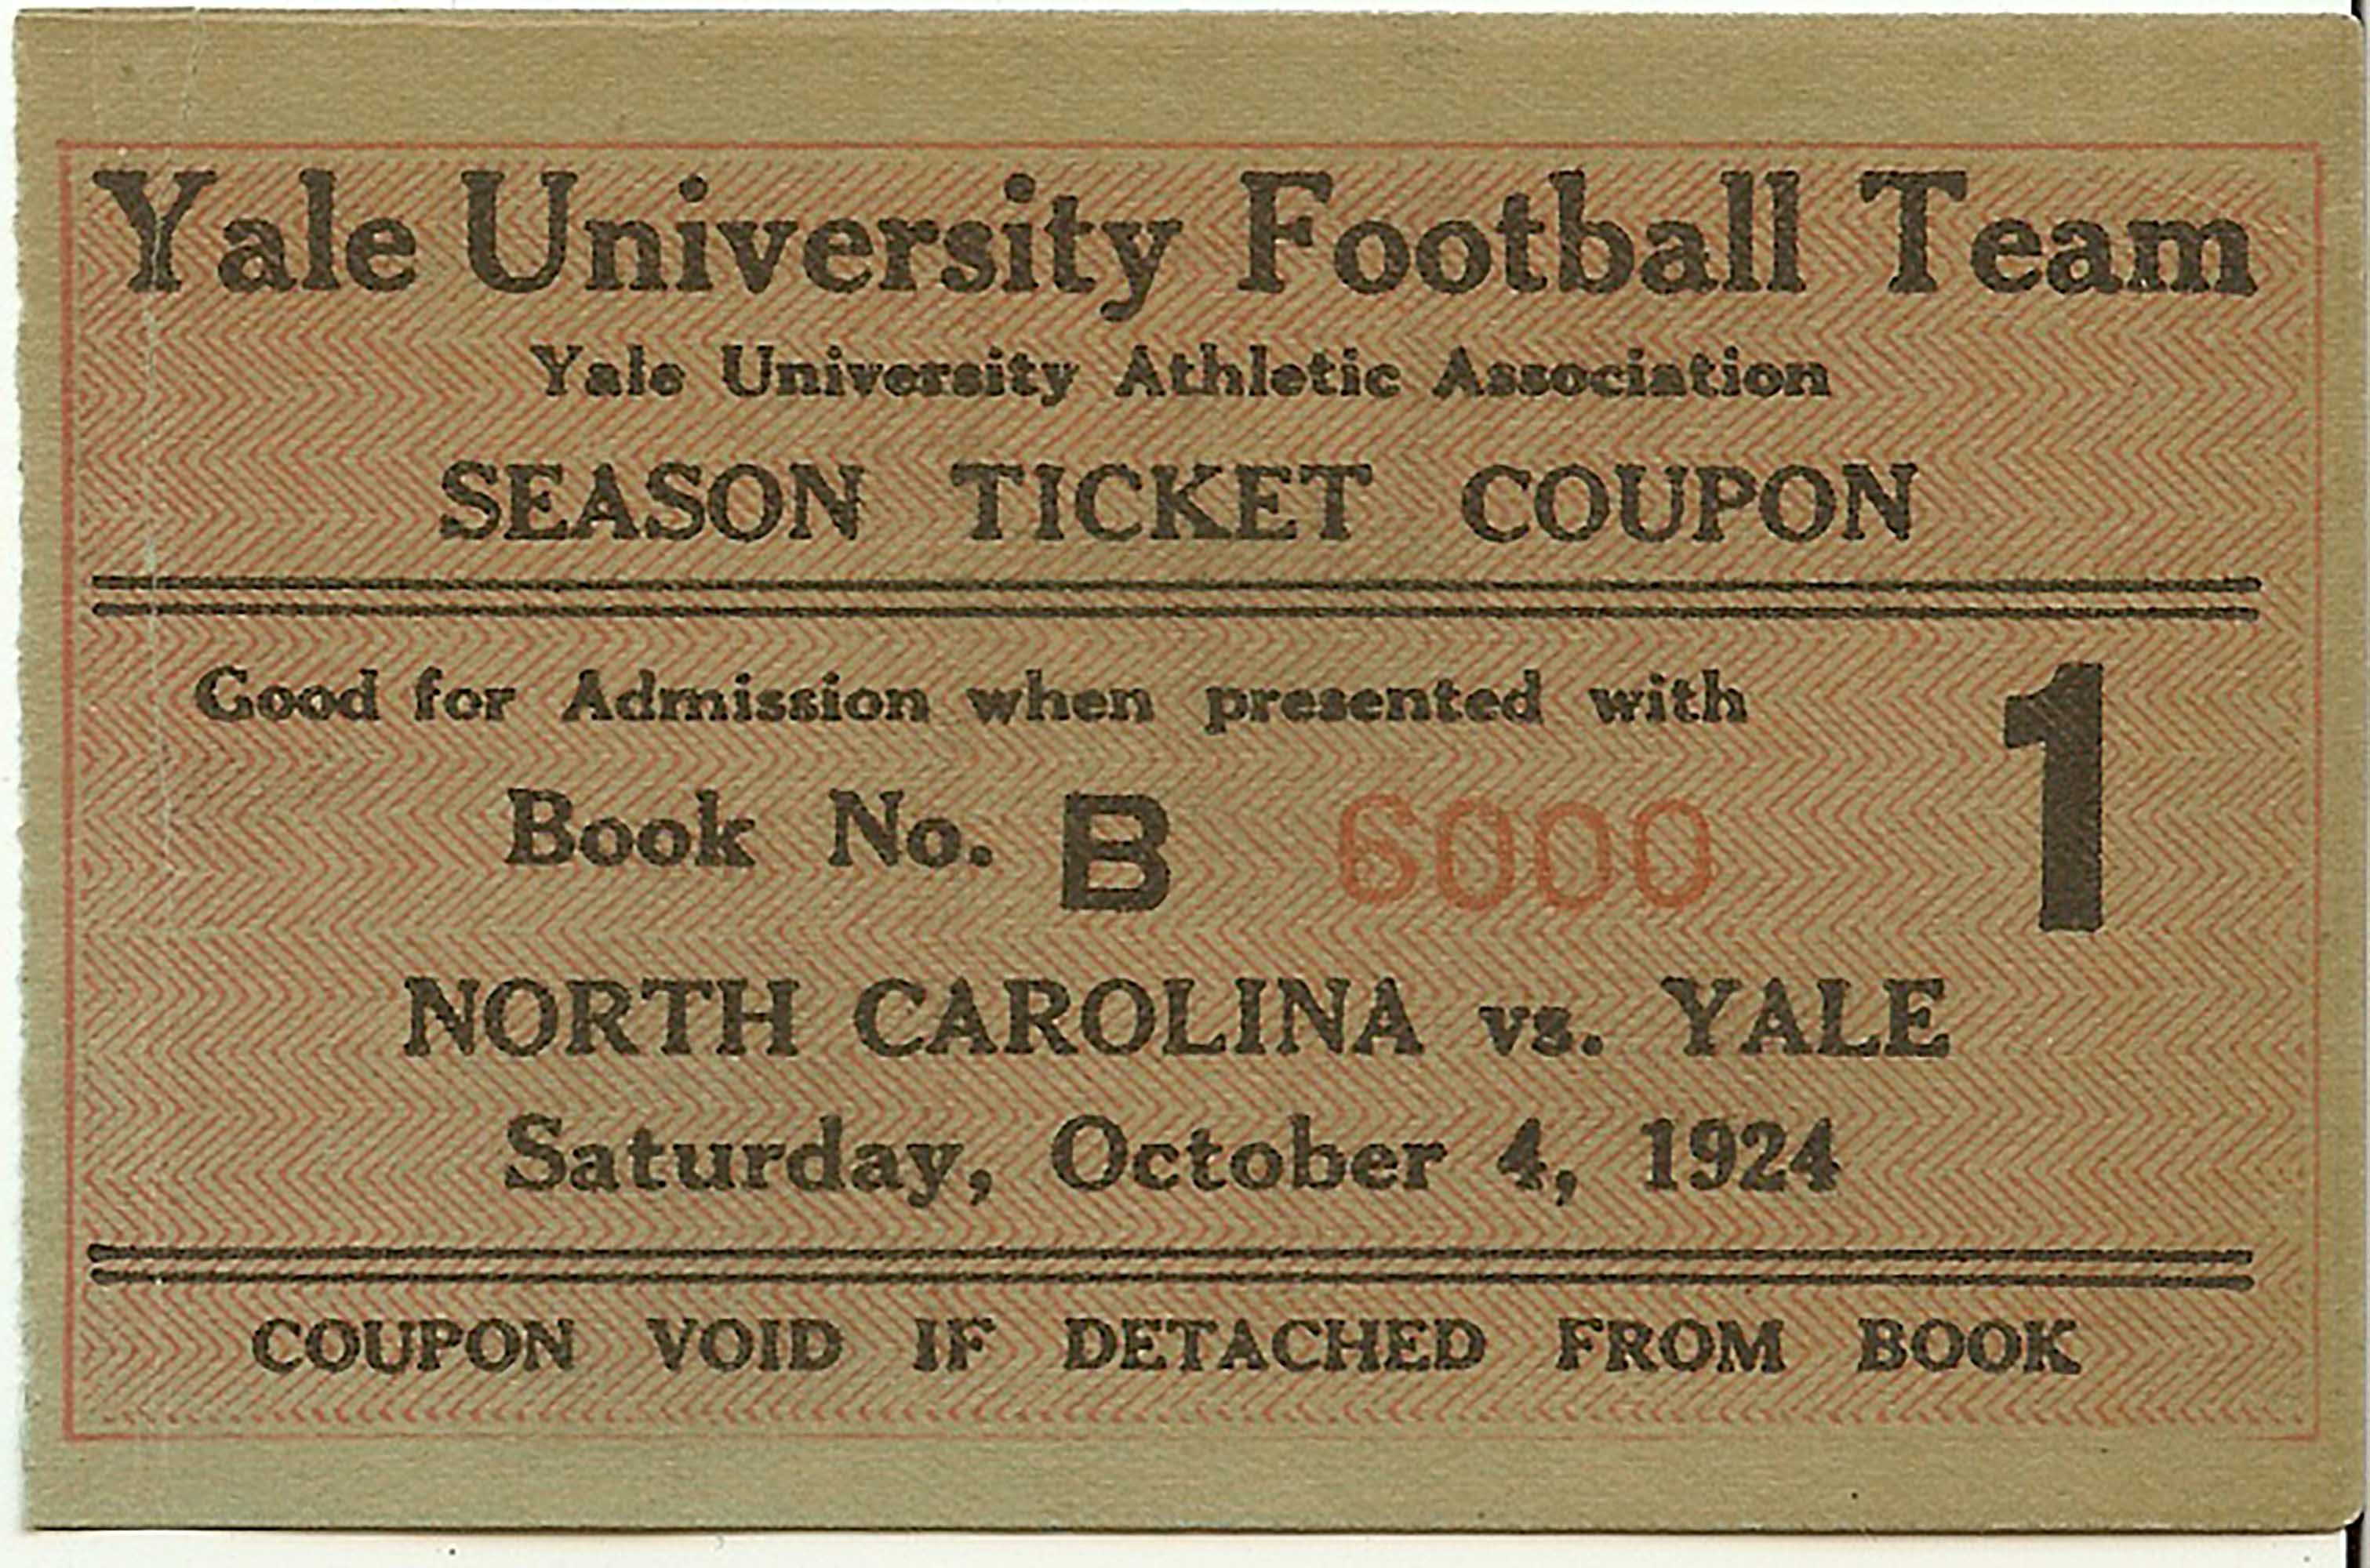 Yale University Football Team
Yale University Athletic Association
SEASON TICKET COUPON
Good for Admission when presented with
1
Book No. B 6000
NORTH CAROLINA vs. YALE
Saturday, October 4, 1924
COUPON VOID IF DETACHED FROM BOOK